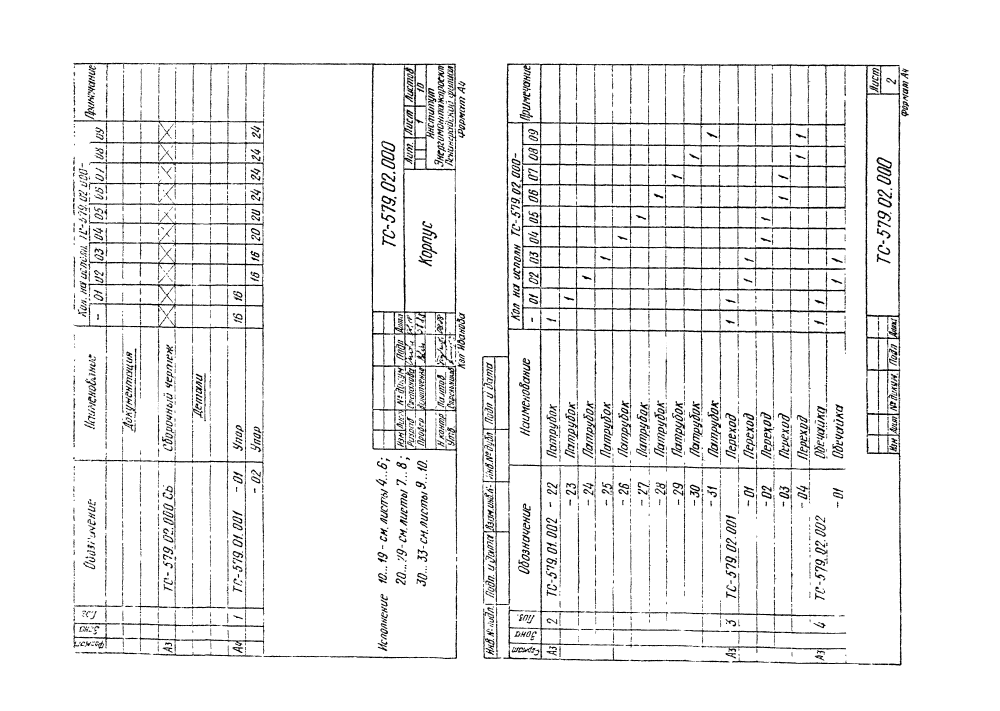 Формат Зона Поз Обозначение Наименование Кол. на исполн ТС-579.02.000- Примечание
- 01 02 03 04 05 06 07 08 09
Документация
А3 ТС-579.02.000 СБ Сборочный чертеж
Детали
А4 1 ТС-579.01.001 -01 Упар 16 16
-02 Упар 16 16 20 20 24 24 24 24
Исполнение 10...19-см. листы 4...6;
20...29-см. листы 7...8;
30...33-см. листы 9...10.
Изм Лист № докум Подп Дата
Разраб Степанова
Провер
Н.контр
Утв
ТС-579.02.000
Корпус
Лит. Лист Листов
1 10
Институт
Энергомонтажпроект
Ленинградский филиал
Коп Иванова Формат А4
Инв.№ подл. Подп. и дата Взам.инв.№ Инв.№ дубл. Подп и дата
Формат Зона Поз Обозначение Наименование Кол на исполн ТС-579.02.000- Примечание
- 01 02 03 04 05 06 07 08 09
А3 2 ТС-579.01.002 -22 Патрубок 1
-23 Патрубок 1
-24 Патрубок 1
-25 Патрубок 1
-26 Патрубок 1
-27 Патрубок 1
-28 Патрубок 1
-29 Патрубок 1
-30 Патрубок 1
-31 Патрубок 1
А3 3 ТС-579.02.001 Переход 1 1
-01 Переход 1 1
-02 Переход 1 1
-03 Переход 1 1
-04 Переход 1 1
А3 4 ТС-579.02.002 Обечайка 1 1
-01 Обечайка 1 1
Изм Лист № докум. Подп. Дата
ТС-579.02.000
Лист
2
Формат А4